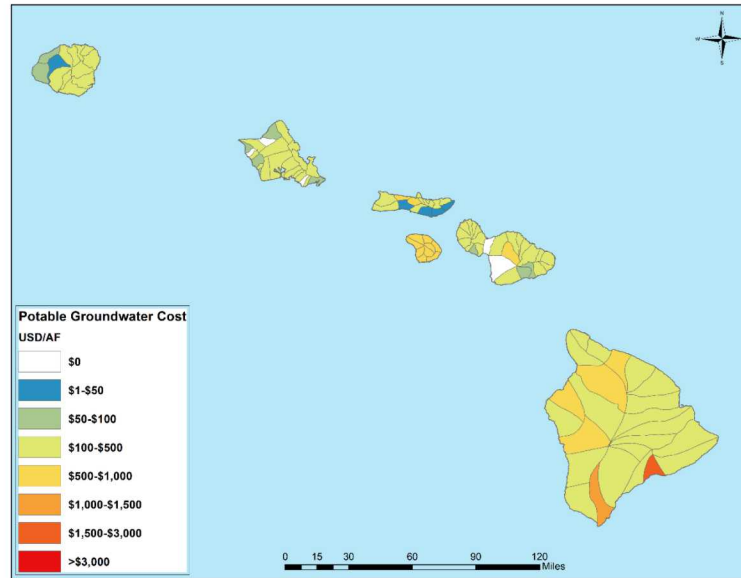 N
W E
S
Potable Groundwater Cost
USD/AF
$0
$1-$50
$50-$100
$100-$500
$500-$1,000
$1,000-$1,500
$1,500-$3,000
>$3,000
0 15 30 60 90 120
Miles